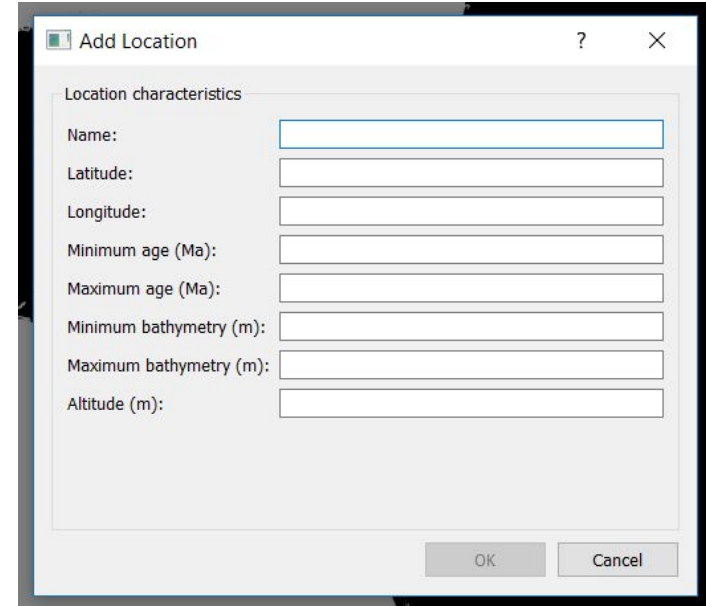 Add Location
?
Location characteristics
Name:
Latitude:
Longitude:
Minimum age (Ma):
Maximum age (Ma):
Minimum bathymetry (m):
Maximum bathymetry (m):
Altitude (m):
OK Cancel